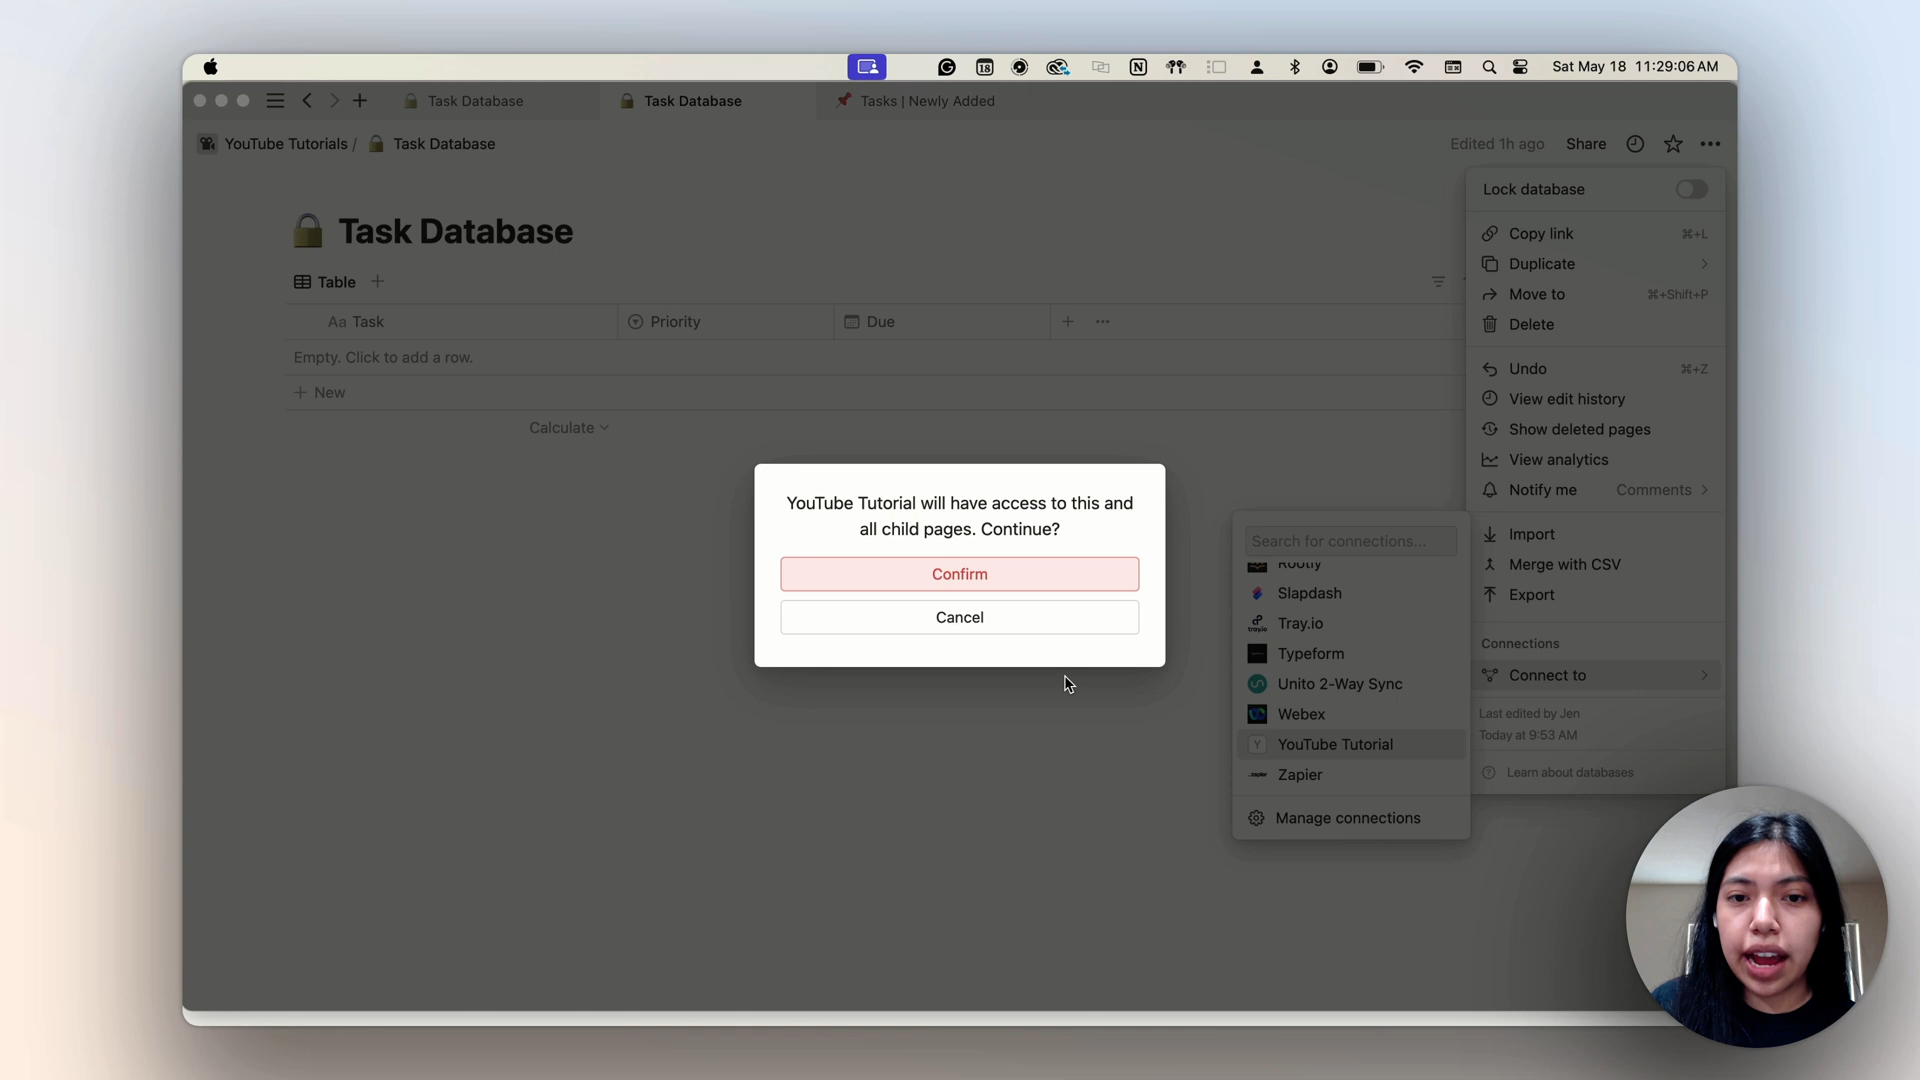 18
Sat May 18 11:29:06 AM
Task Database
Task Database
Tasks | Newly Added
YouTube Tutorials /
Task Database
Edited 1h ago
Share
Task Database
Table
Aa Task
Priority
Due
Empty. Click to add a row.
New
Calculate
Lock database
Copy link ⌘+L
Duplicate
Move to ⌘+Shift+P
Delete
Undo ⌘+Z
View edit history
Show deleted pages
View analytics
Notify me Comments
Import
Merge with CSV
Export
Connections
Connect to
Last edited by Jen
Today at 9:53 AM
Learn about databases
YouTube Tutorial will have access to this and
all child pages. Continue?
Confirm
Cancel
Search for connections...
Rootly
Slapdash
Tray.io
Typeform
Unito 2-Way Sync
Webex
Y YouTube Tutorial
Zapier
Manage connections